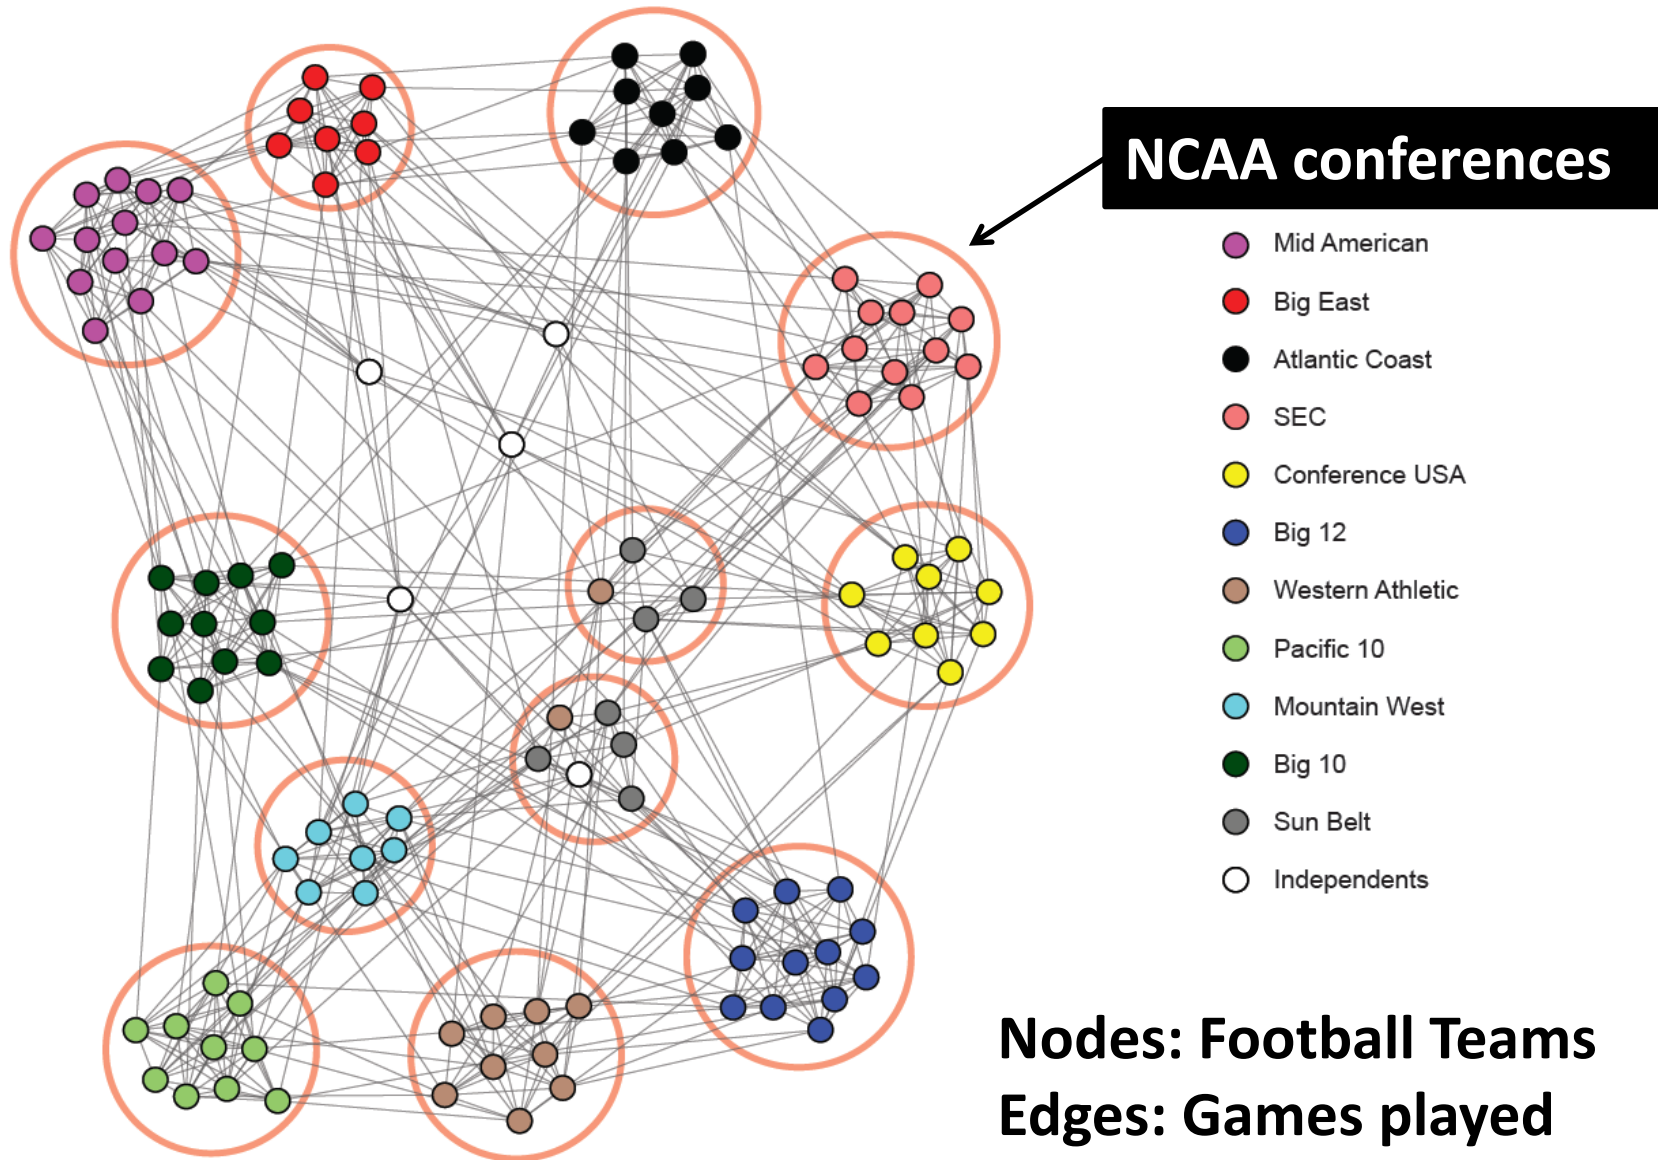 NCAA conferences
Mid American
Big East
Atlantic Coast
SEC
Conference USA
Big 12
Western Athletic
Pacific 10
Mountain West
Big 10
Sun Belt
Independents
Nodes: Football Teams
Edges: Games played